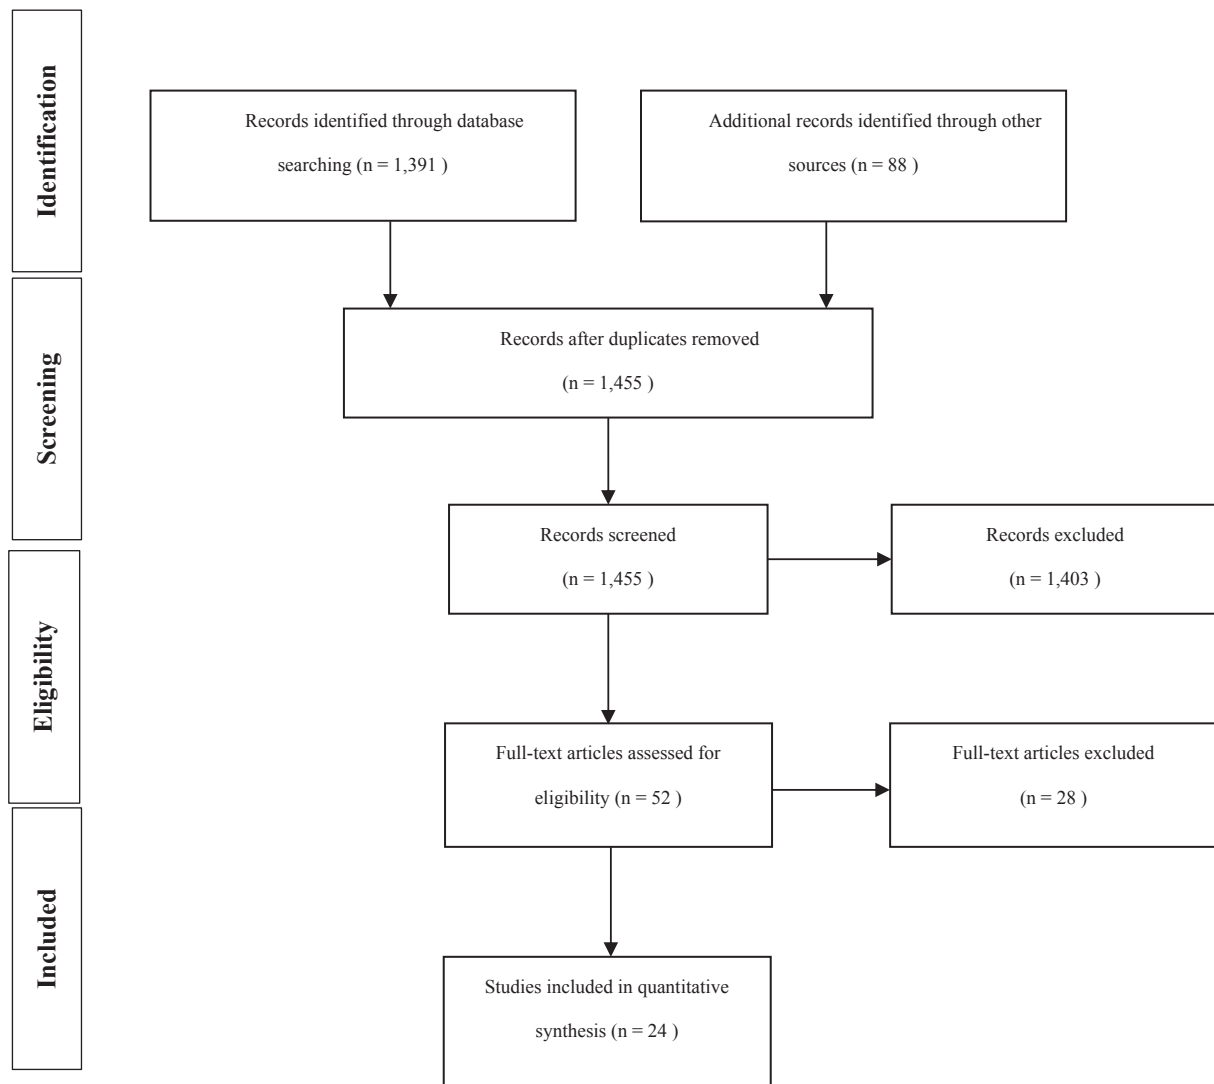 Identification
Records identified through database
searching (n = 1,391 )
Additional records identified through other
sources (n = 88 )
Screening
Records after duplicates removed
(n = 1,455 )
Records screened
(n = 1,455 )
Records excluded
(n = 1,403 )
Eligibility
Full-text articles assessed for
eligibility (n = 52 )
Full-text articles excluded
(n = 28 )
Included
Studies included in quantitative
synthesis (n = 24 )